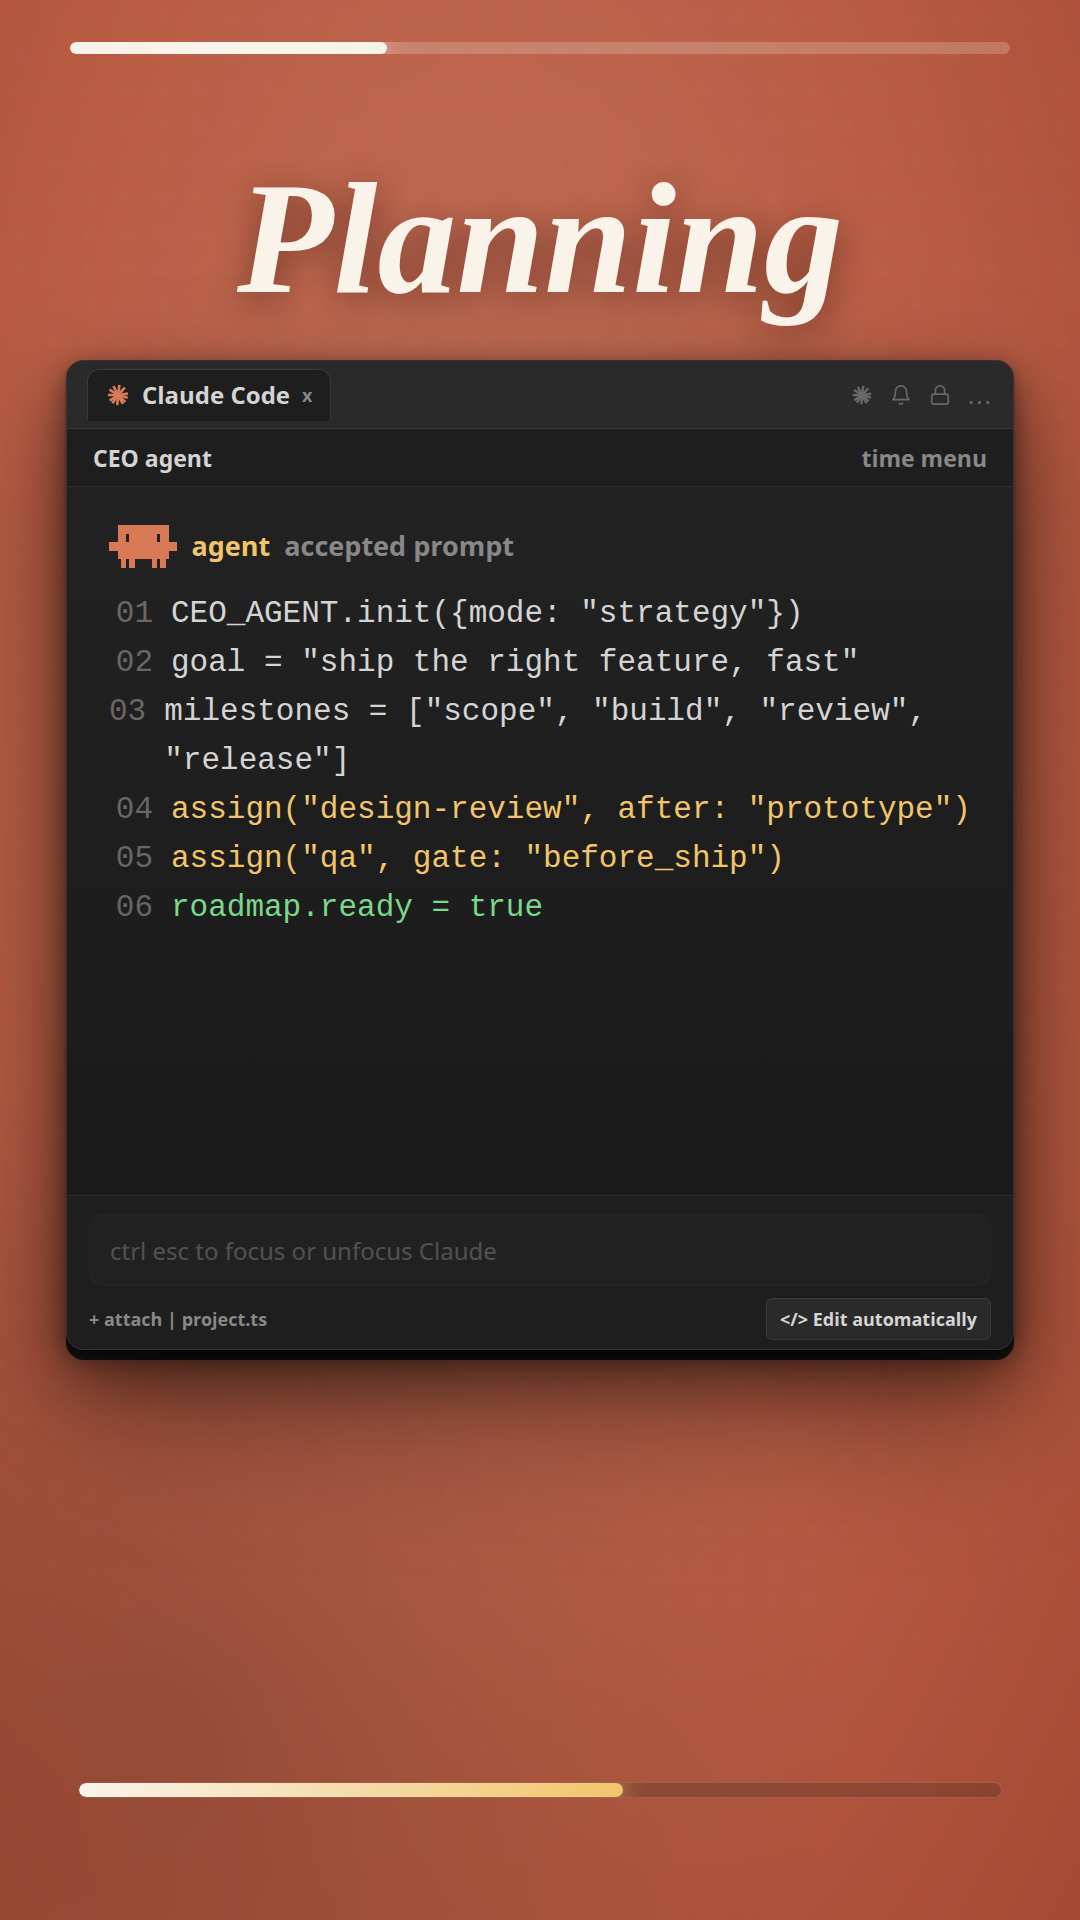 Planning
Claude Code x
...
CEO agent
time menu
agent accepted prompt
01 CEO_AGENT.init({mode: "strategy"})
02 goal = "ship the right feature, fast"
03 milestones = ["scope", "build", "review",
"release"]
04 assign("design-review", after: "prototype")
05 assign("qa", gate: "before_ship")
06 roadmap.ready = true
ctrl esc to focus or unfocus Claude
+ attach | project.ts
</> Edit automatically